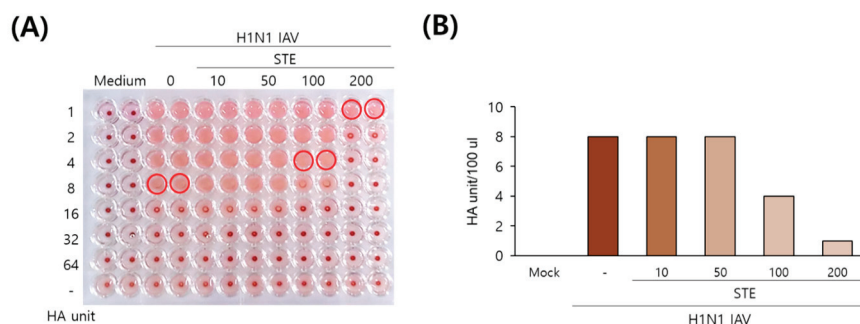 (A)
H1N1 IAV
STE
Medium 0 10 50 100 200
1
2
4
8
16
32
64
-
HA unit
(B)
HA unit/100 ul
10
8
6
4
2
0
Mock - 10 50 100 200
STE
H1N1 IAV